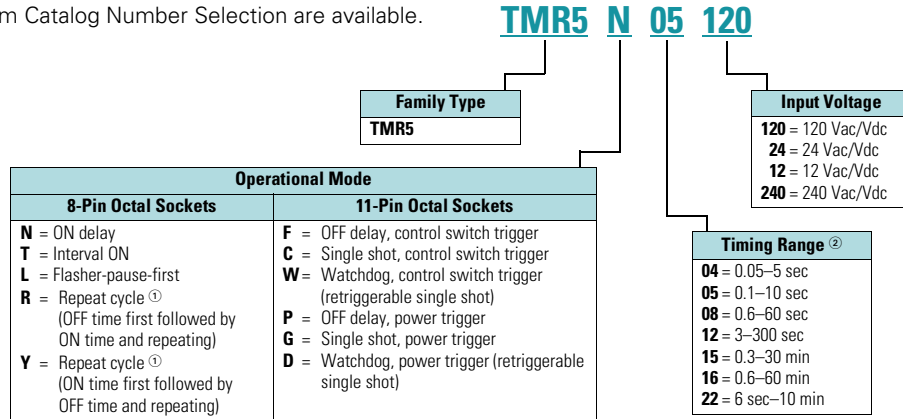 m Catalog Number Selection are available.
TMR5 N 05 120
Family Type
TMR5
Input Voltage
120 = 120 Vac/Vdc
24 = 24 Vac/Vdc
12 = 12 Vac/Vdc
240 = 240 Vac/Vdc
Operational Mode
8-Pin Octal Sockets
N = ON delay
T = Interval ON
L = Flasher-pause-first
R = Repeat cycle ①
(OFF time first followed by
ON time and repeating)
Y = Repeat cycle ①
(ON time first followed by
OFF time and repeating)
11-Pin Octal Sockets
F = OFF delay, control switch trigger
C = Single shot, control switch trigger
W = Watchdog, control switch trigger
(retriggerable single shot)
P = OFF delay, power trigger
G = Single shot, power trigger
D = Watchdog, power trigger (retriggerable
single shot)
Timing Range ②
04 = 0.05–5 sec
05 = 0.1–10 sec
08 = 0.6–60 sec
12 = 3–300 sec
15 = 0.3–30 min
16 = 0.6–60 min
22 = 6 sec–10 min